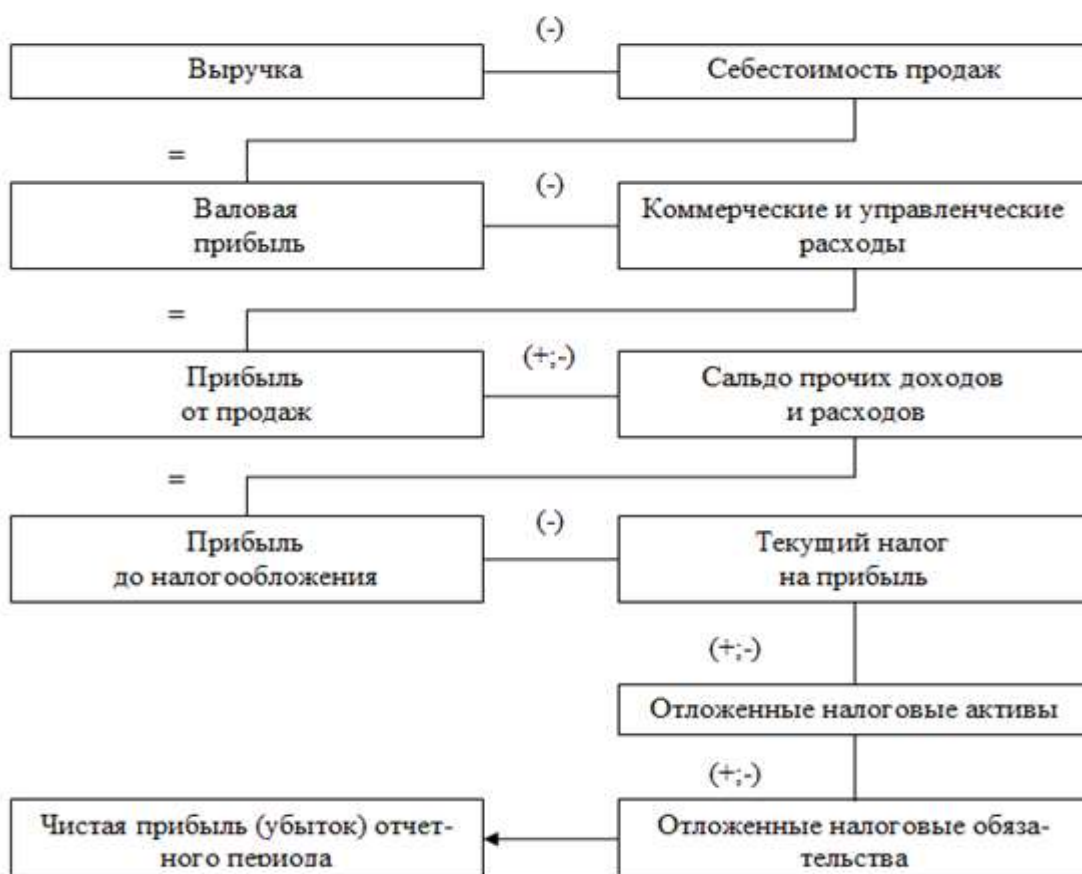 (-)
Выручка
Себестоимость продаж
=
(-)
Валовая
прибыль
Коммерческие и управленческие
расходы
=
(+;-)
Прибыль
от продаж
Сальдо прочих доходов
и расходов
=
(-)
Прибыль
до налогообложения
Текущий налог
на прибыль
(+;-)
Отложенные налоговые активы
(+;-)
Чистая прибыль (убыток) отчет-
ного периода
Отложенные налоговые обяза-
тельства